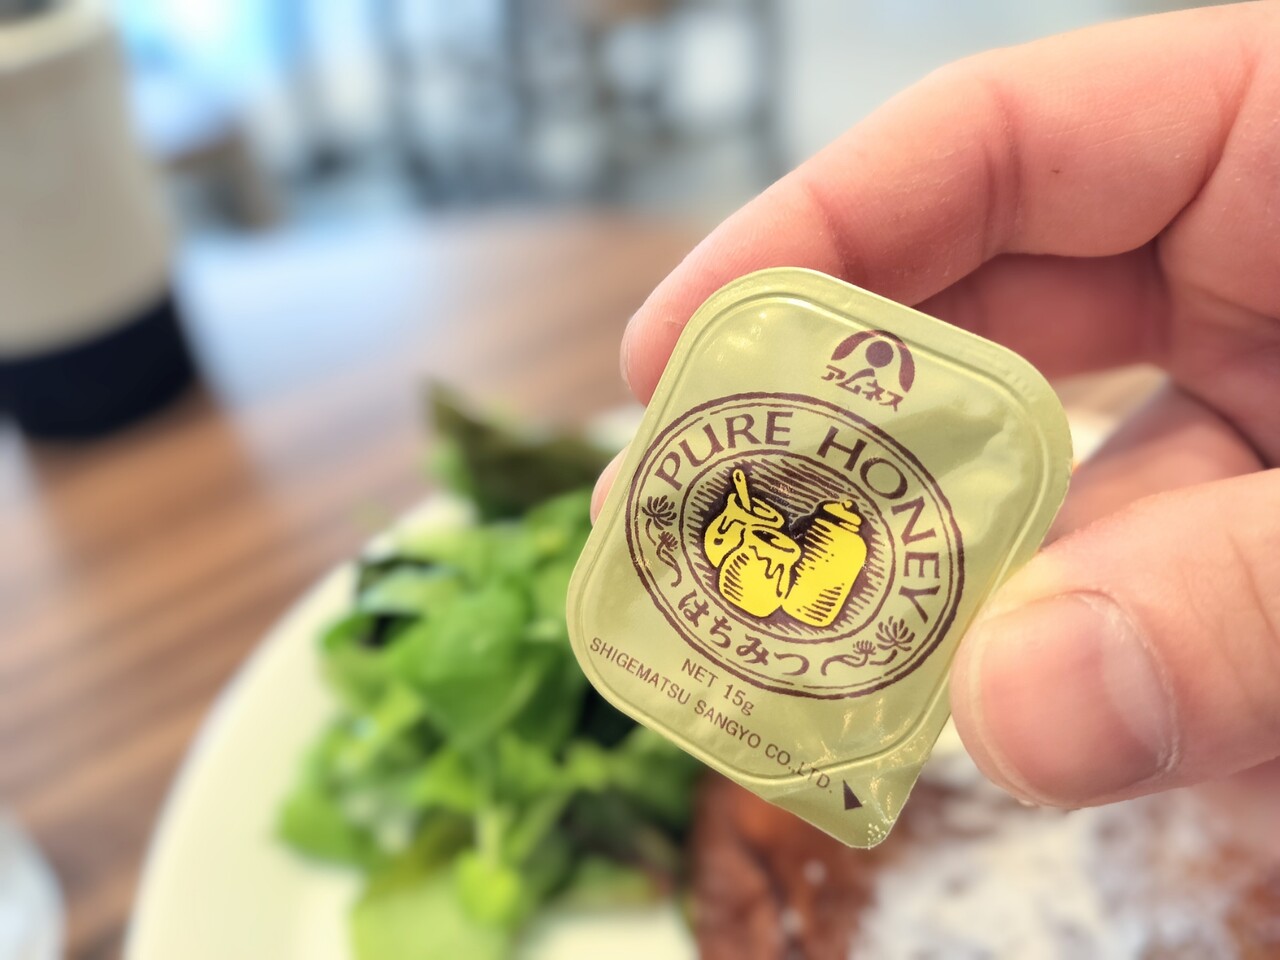 アムネス
PURE HONEY
はちみつ
NET 15g
SHIGEMATSU SANGYO CO.,LTD.